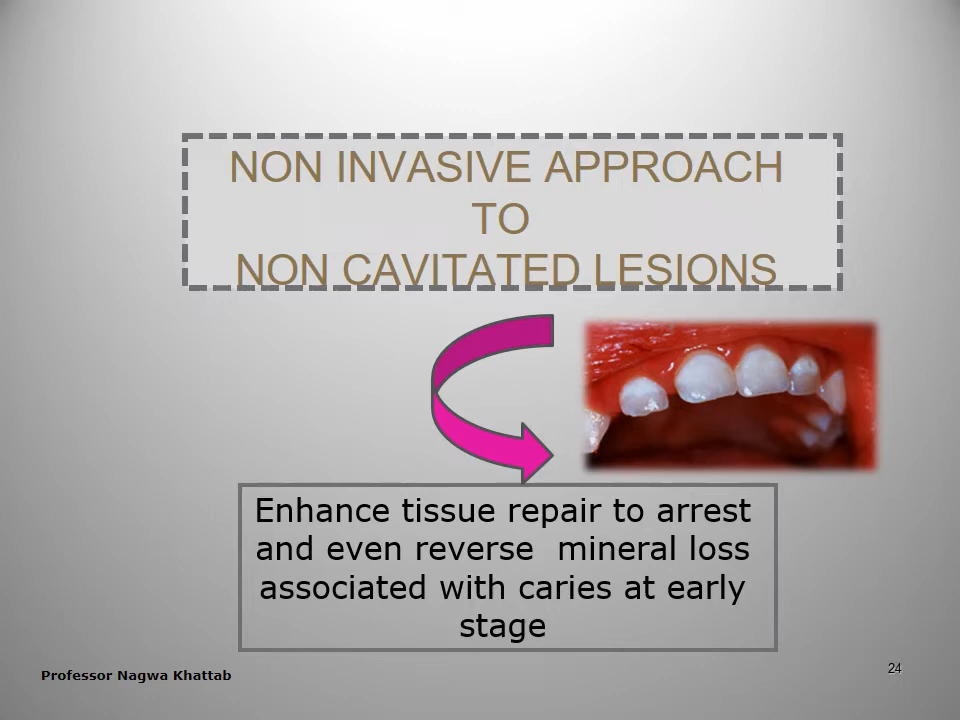 NON INVASIVE APPROACH
TO
NON CAVITATED LESIONS
Enhance tissue repair to arrest
and even reverse mineral loss
associated with caries at early
stage
Professor Nagwa Khattab
24